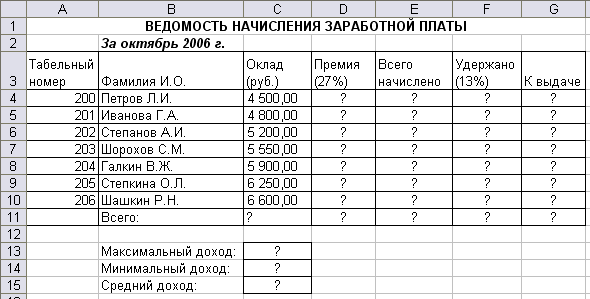 A B C D E F G
1 ВЕДОМОСТЬ НАЧИСЛЕНИЯ ЗАРАБОТНОЙ ПЛАТЫ
2 За октябрь 2006 г.
Табельный Оклад Премия Всего Удержано
3 номер Фамилия И.О. (руб.) (27%) начислено (13%) К выдаче
4 200 Петров Л.И. 4 500,00 ? ? ? ?
5 201 Иванова Г.А. 4 800,00 ? ? ? ?
6 202 Степанов А.И. 5 200,00 ? ? ? ?
7 203 Шорохов С.М. 5 550,00 ? ? ? ?
8 204 Галкин В.Ж. 5 900,00 ? ? ? ?
9 205 Степкина О.Л. 6 250,00 ? ? ? ?
10 206 Шашкин Р.Н. 6 600,00 ? ? ? ?
11 Всего: ? ? ? ? ?
12
13 Максимальный доход: ?
14 Минимальный доход: ?
15 Средний доход: ?